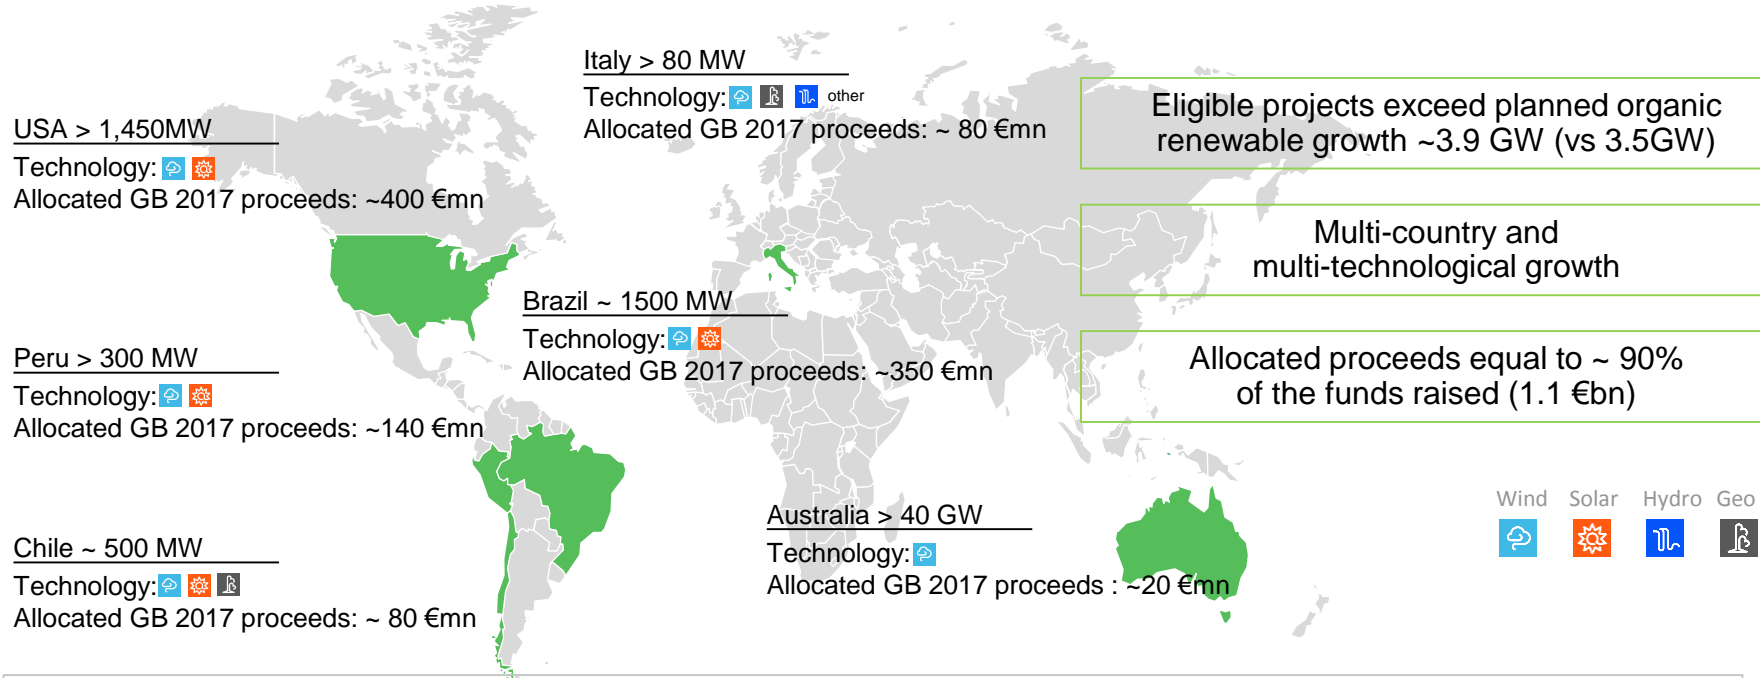 Italy > 80 MW
Technology: other
Allocated GB 2017 proceeds: ~ 80 €mn
USA > 1,450MW
Technology:
Allocated GB 2017 proceeds: ~400 €mn
Brazil ~ 1500 MW
Technology:
Allocated GB 2017 proceeds: ~350 €mn
Peru > 300 MW
Technology:
Allocated GB 2017 proceeds: ~140 €mn
Australia > 40 GW
Technology:
Allocated GB 2017 proceeds : ~20 €mn
Chile ~ 500 MW
Technology:
Allocated GB 2017 proceeds: ~ 80 €mn
Eligible projects exceed planned organic
renewable growth ~3.9 GW (vs 3.5GW)
Multi-country and
multi-technological growth
Allocated proceeds equal to ~ 90%
of the funds raised (1.1 €bn)
Wind Solar Hydro Geo